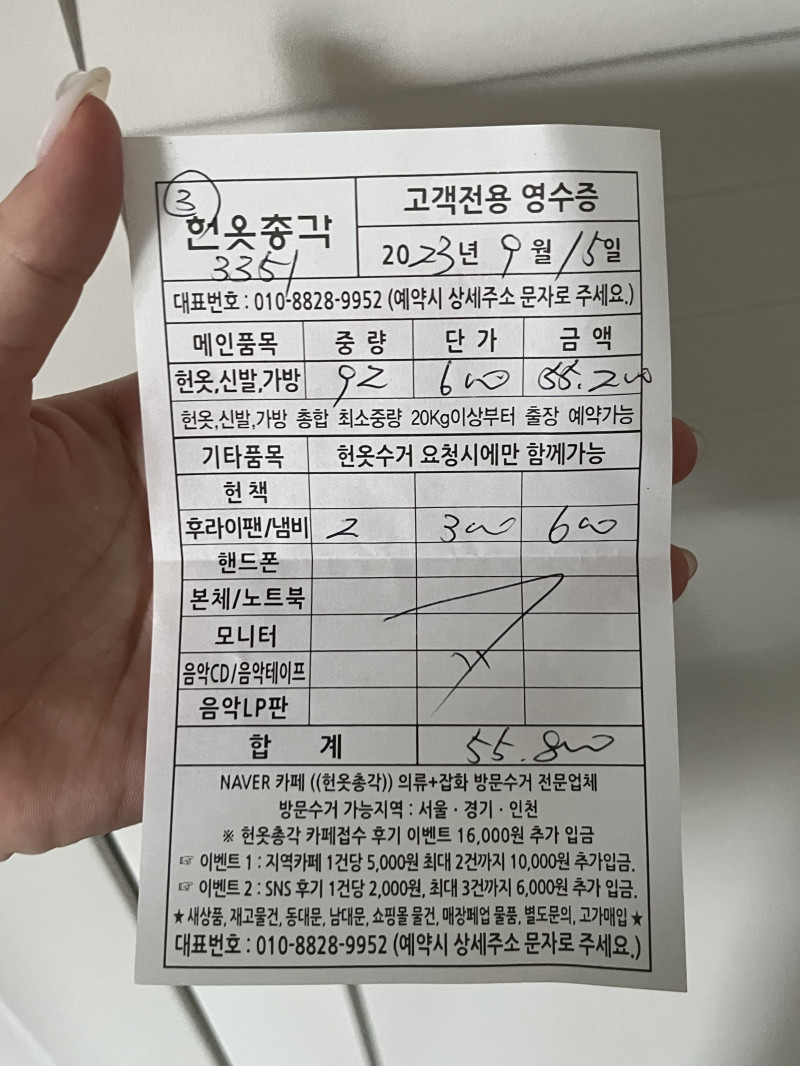 3
헌옷총각
3351
고객전용 영수증
2023년 9월 15일
대표번호 : 010-8828-9952 (예약시 상세주소 문자로 주세요.)
메인품목 중 량 단 가 금 액
헌옷,신발,가방 92 600 55.200
헌옷,신발,가방 총합 최소중량 20Kg이상부터 출장 예약가능
기타품목 헌옷수거 요청시에만 함께가능
헌 책
후라이팬/냄비 2 300 600
핸드폰
본체/노트북
모니터
음악CD/음악테이프
음악LP판
합 계 55.800
NAVER 카페 ((헌옷총각)) 의류+잡화 방문수거 전문업체
방문수거 가능지역 : 서울 · 경기 · 인천
※ 헌옷총각 카페접수 후기 이벤트 16,000원 추가 입금
☞ 이벤트 1 : 지역카페 1건당 5,000원 최대 2건까지 10,000원 추가입금.
☞ 이벤트 2 : SNS 후기 1건당 2,000원, 최대 3건까지 6,000원 추가 입금.
★새상품, 재고물건, 동대문, 남대문, 쇼핑몰 물건, 매장폐업 물품, 별도문의, 고가매입★
대표번호 : 010-8828-9952 (예약시 상세주소 문자로 주세요.)